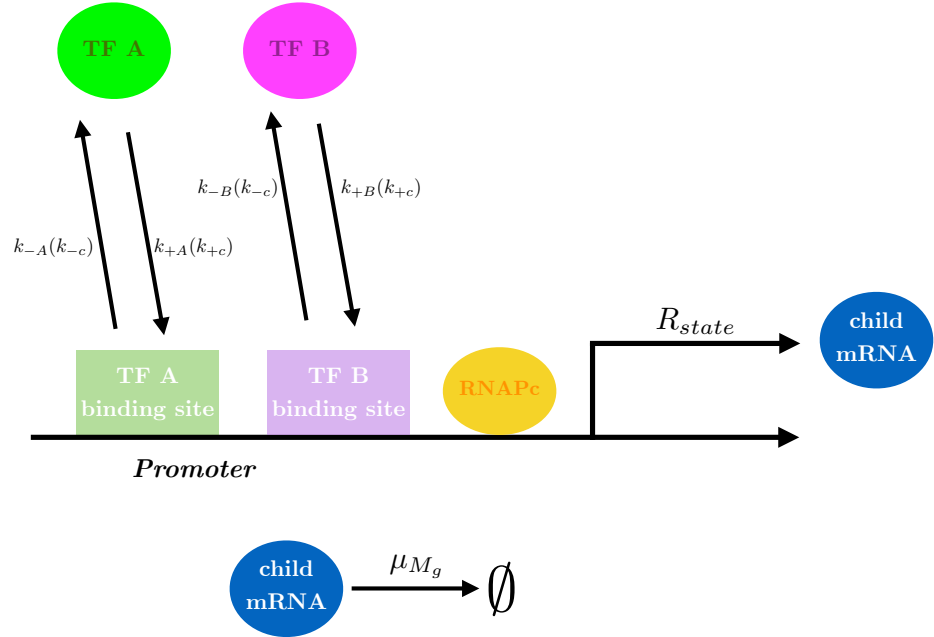 TF A
TF B
k_{-B}(k_{-c})
k_{+B}(k_{+c})
k_{-A}(k_{-c})
k_{+A}(k_{+c})
R_{state}
child
mRNA
TF A
binding site
TF B
binding site
RNAPc
Promoter
child
mRNA
μ_{M_g}
∅